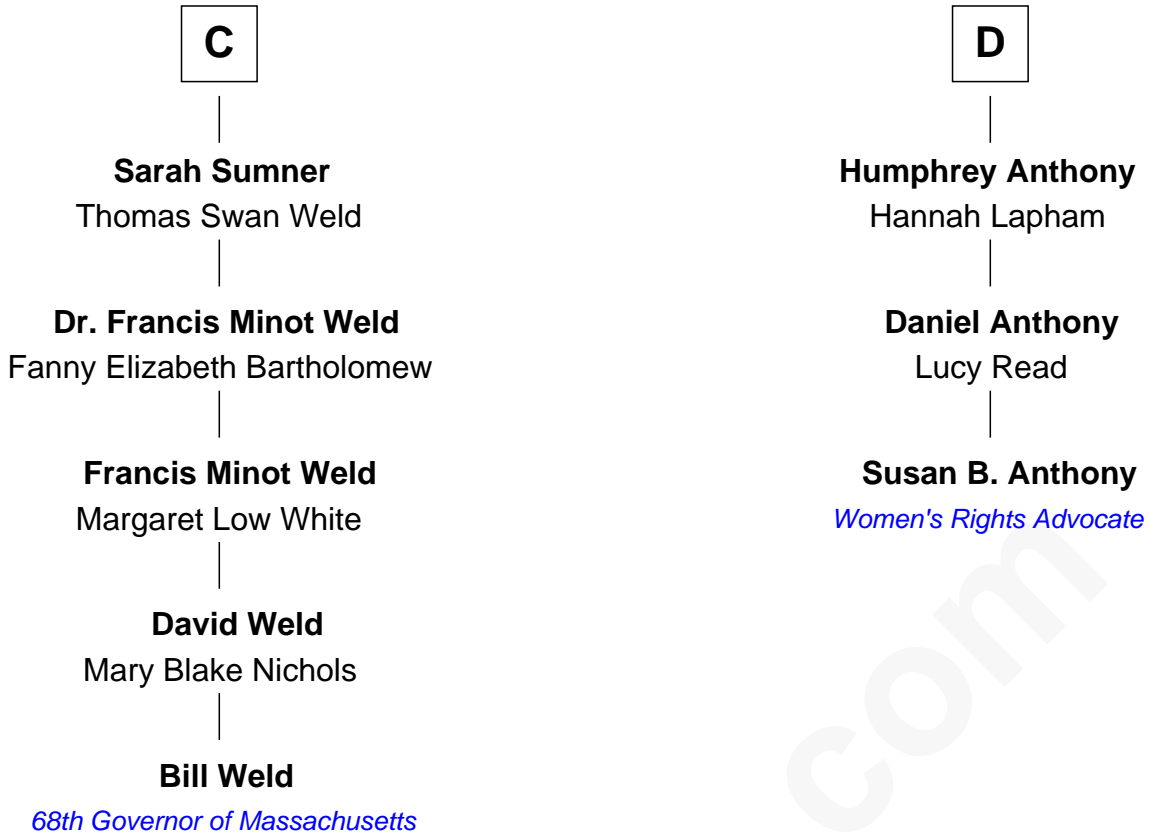 C
Sarah Sumner
Thomas Swan Weld
Dr. Francis Minot Weld
Fanny Elizabeth Bartholomew
Francis Minot Weld
Margaret Low White
David Weld
Mary Blake Nichols
Bill Weld
68th Governor of Massachusetts
D
Humphrey Anthony
Hannah Lapham
Daniel Anthony
Lucy Read
Susan B. Anthony
Women's Rights Advocate
com